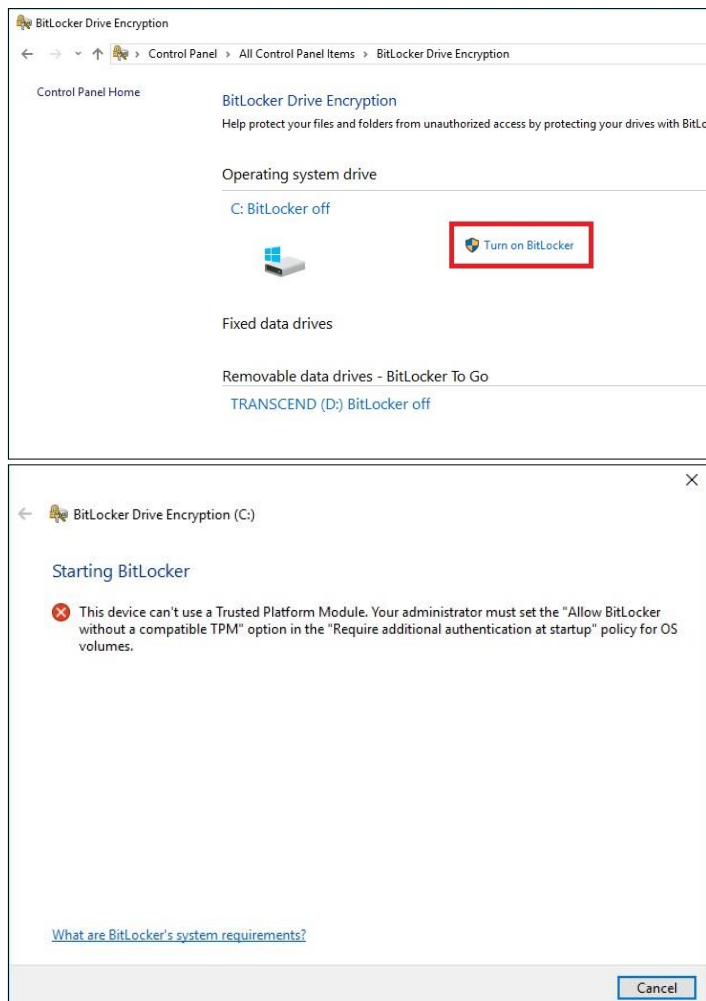 BitLocker Drive Encryption
Control Panel > All Control Panel Items > BitLocker Drive Encryption
Control Panel Home
BitLocker Drive Encryption
Help protect your files and folders from unauthorized access by protecting your drives with BitLo
Operating system drive
C: BitLocker off
Turn on BitLocker
Fixed data drives
Removable data drives - BitLocker To Go
TRANSCEND (D:) BitLocker off
BitLocker Drive Encryption (C:)
Starting BitLocker
This device can't use a Trusted Platform Module. Your administrator must set the "Allow BitLocker
without a compatible TPM" option in the "Require additional authentication at startup" policy for OS
volumes.
What are BitLocker's system requirements?
Cancel